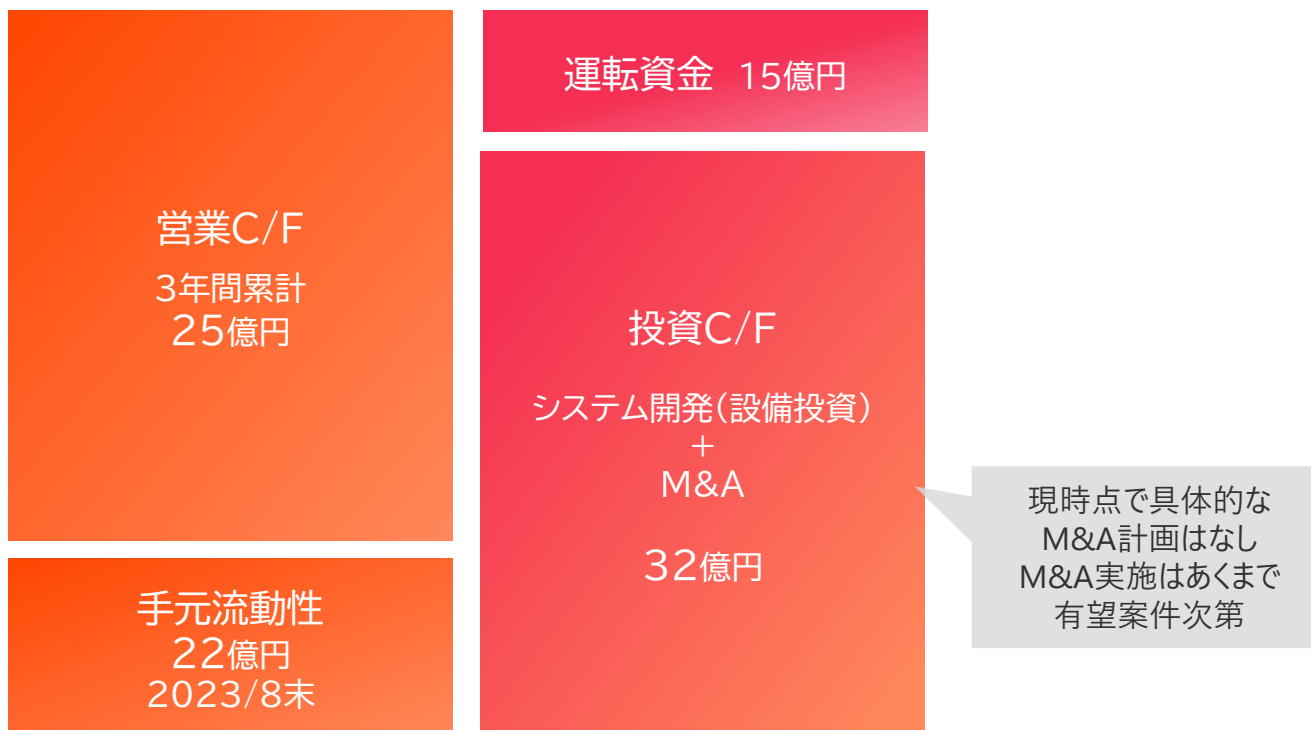 営業C/F
3年間累計
25億円
手元流動性
22億円
2023/8末
運転資金 15億円
投資C/F
システム開発(設備投資)
+
M&A
32億円
現時点で具体的な
M&A計画はなし
M&A実施はあくまで
有望案件次第